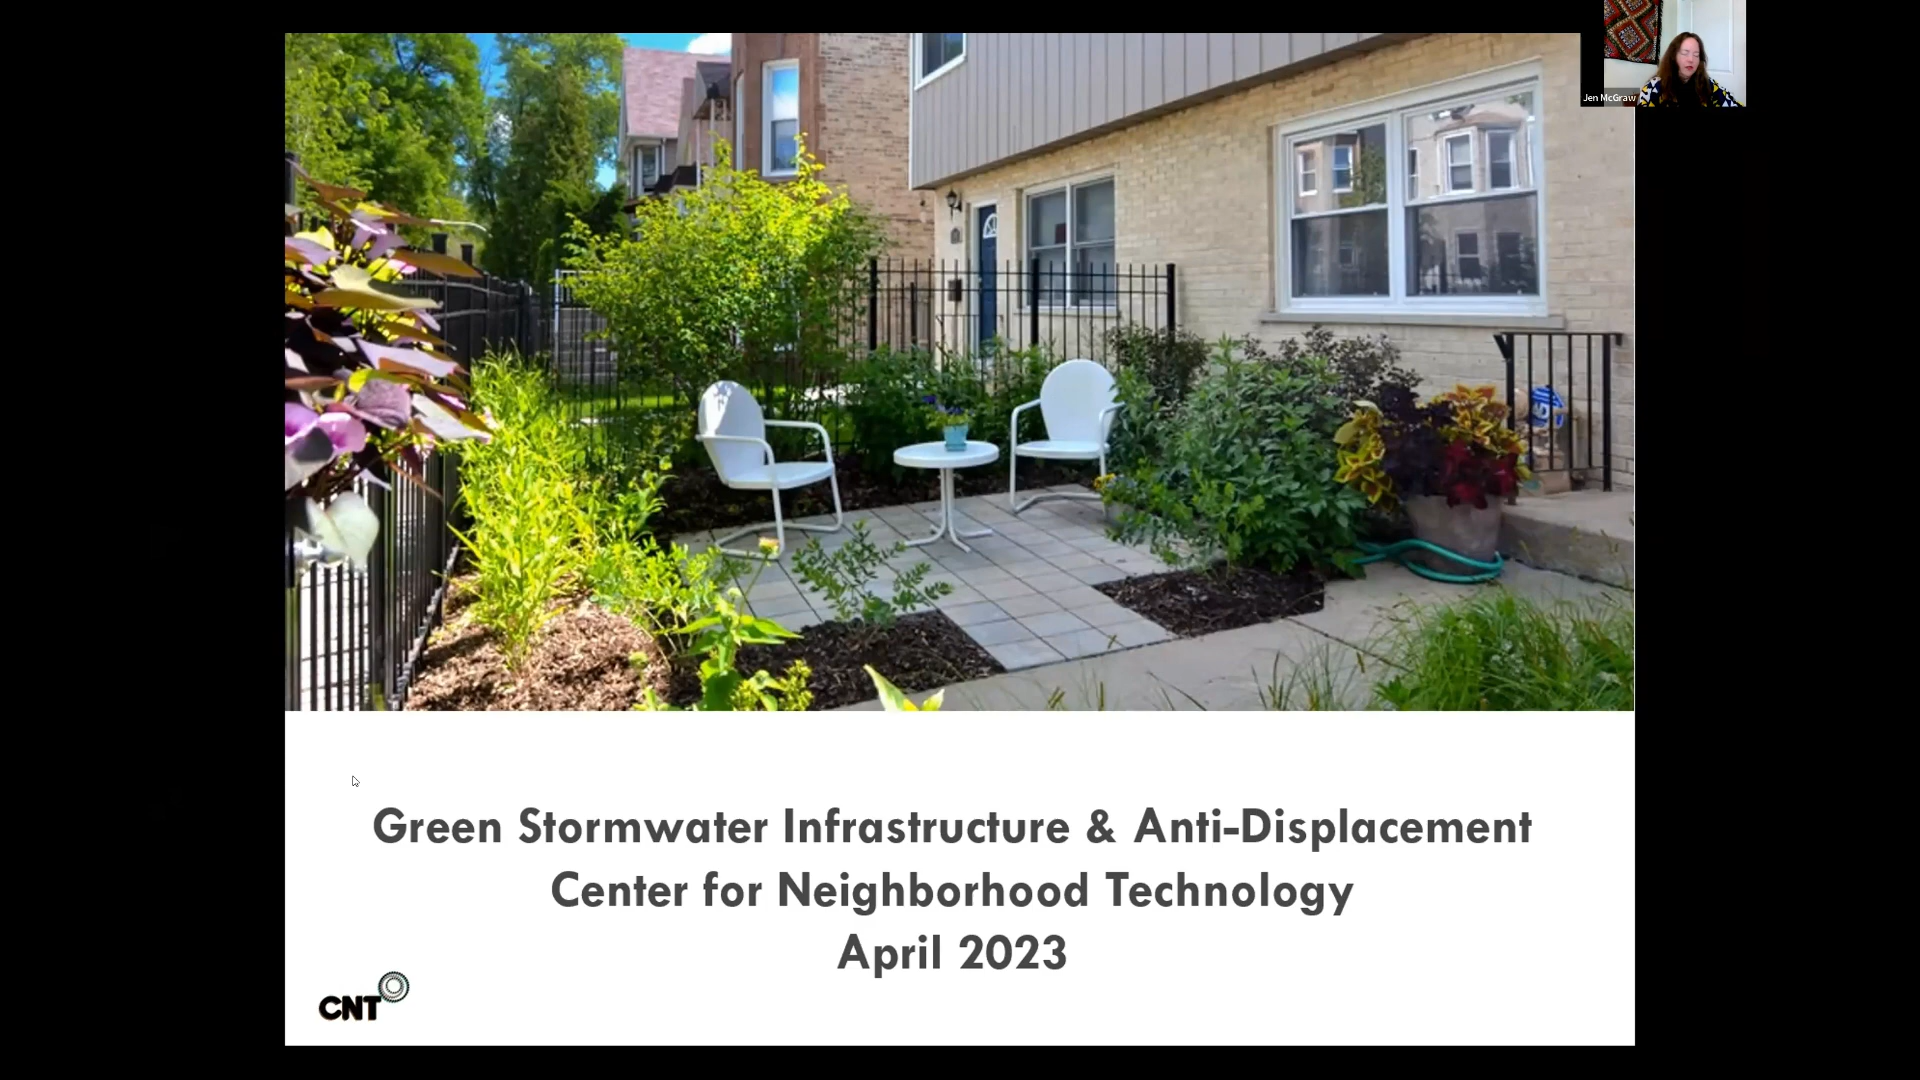 Jen McGraw
Green Stormwater Infrastructure & Anti-Displacement
Center for Neighborhood Technology
April 2023
CNT